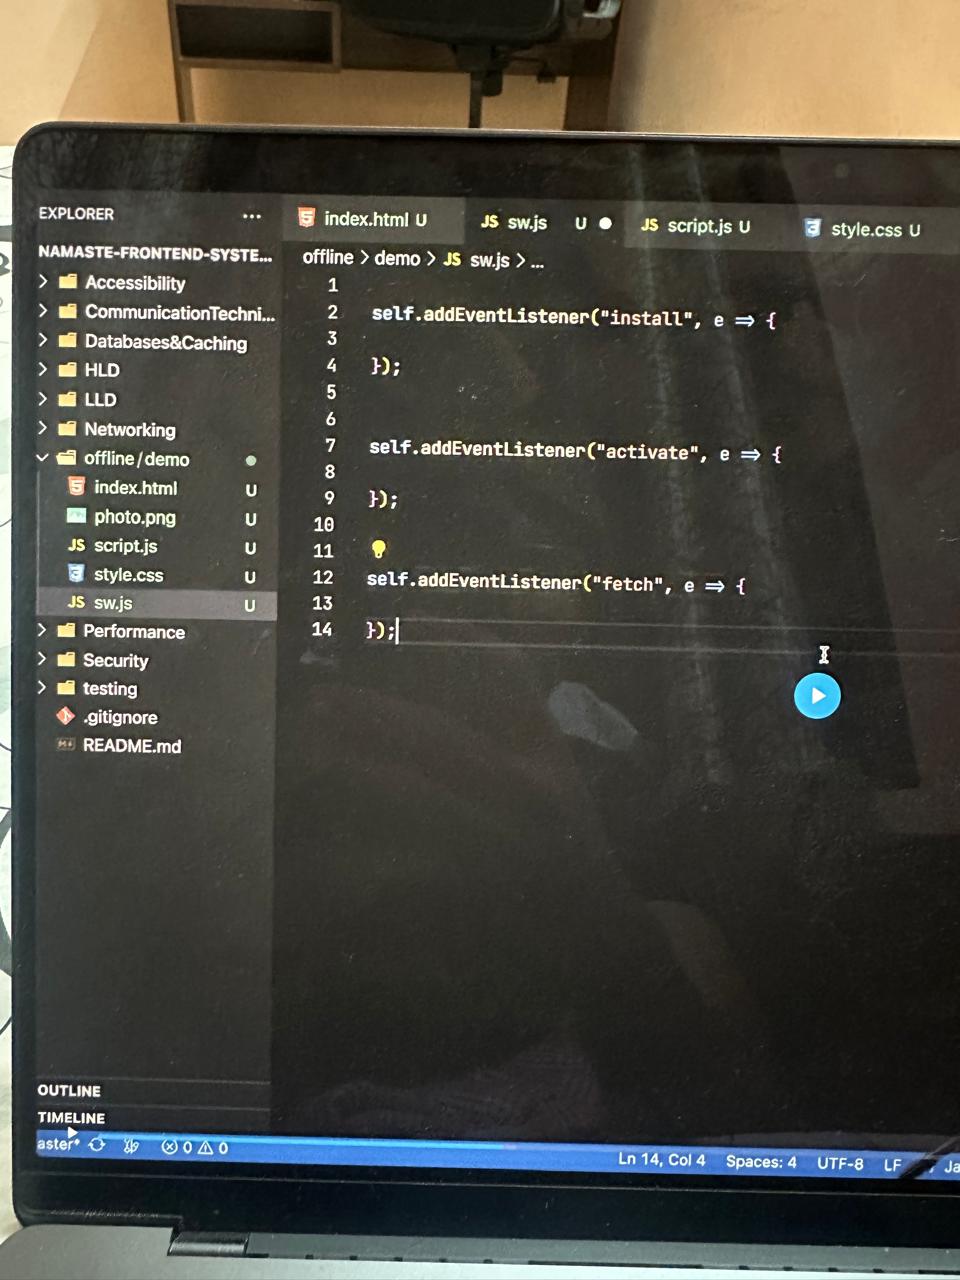 EXPLORER ...
NAMASTE-FRONTEND-SYSTE...
Accessibility
CommunicationTechni...
Databases&Caching
HLD
LLD
Networking
offline/demo
index.html U
photo.png U
JS script.js U
style.css U
JS sw.js U
Performance
Security
testing
.gitignore
README.md
OUTLINE
TIMELINE
index.html U
JS sw.js U
JS script.js U
style.css U
offline > demo > JS sw.js > ...
1
2 self.addEventListener("install", e => {
3
4 });
5
6
7 self.addEventListener("activate", e => {
8
9 });
10
11
12 self.addEventListener("fetch", e => {
13
14 });
aster* 0 0 Ln 14, Col 4 Spaces: 4 UTF-8 LF Ja